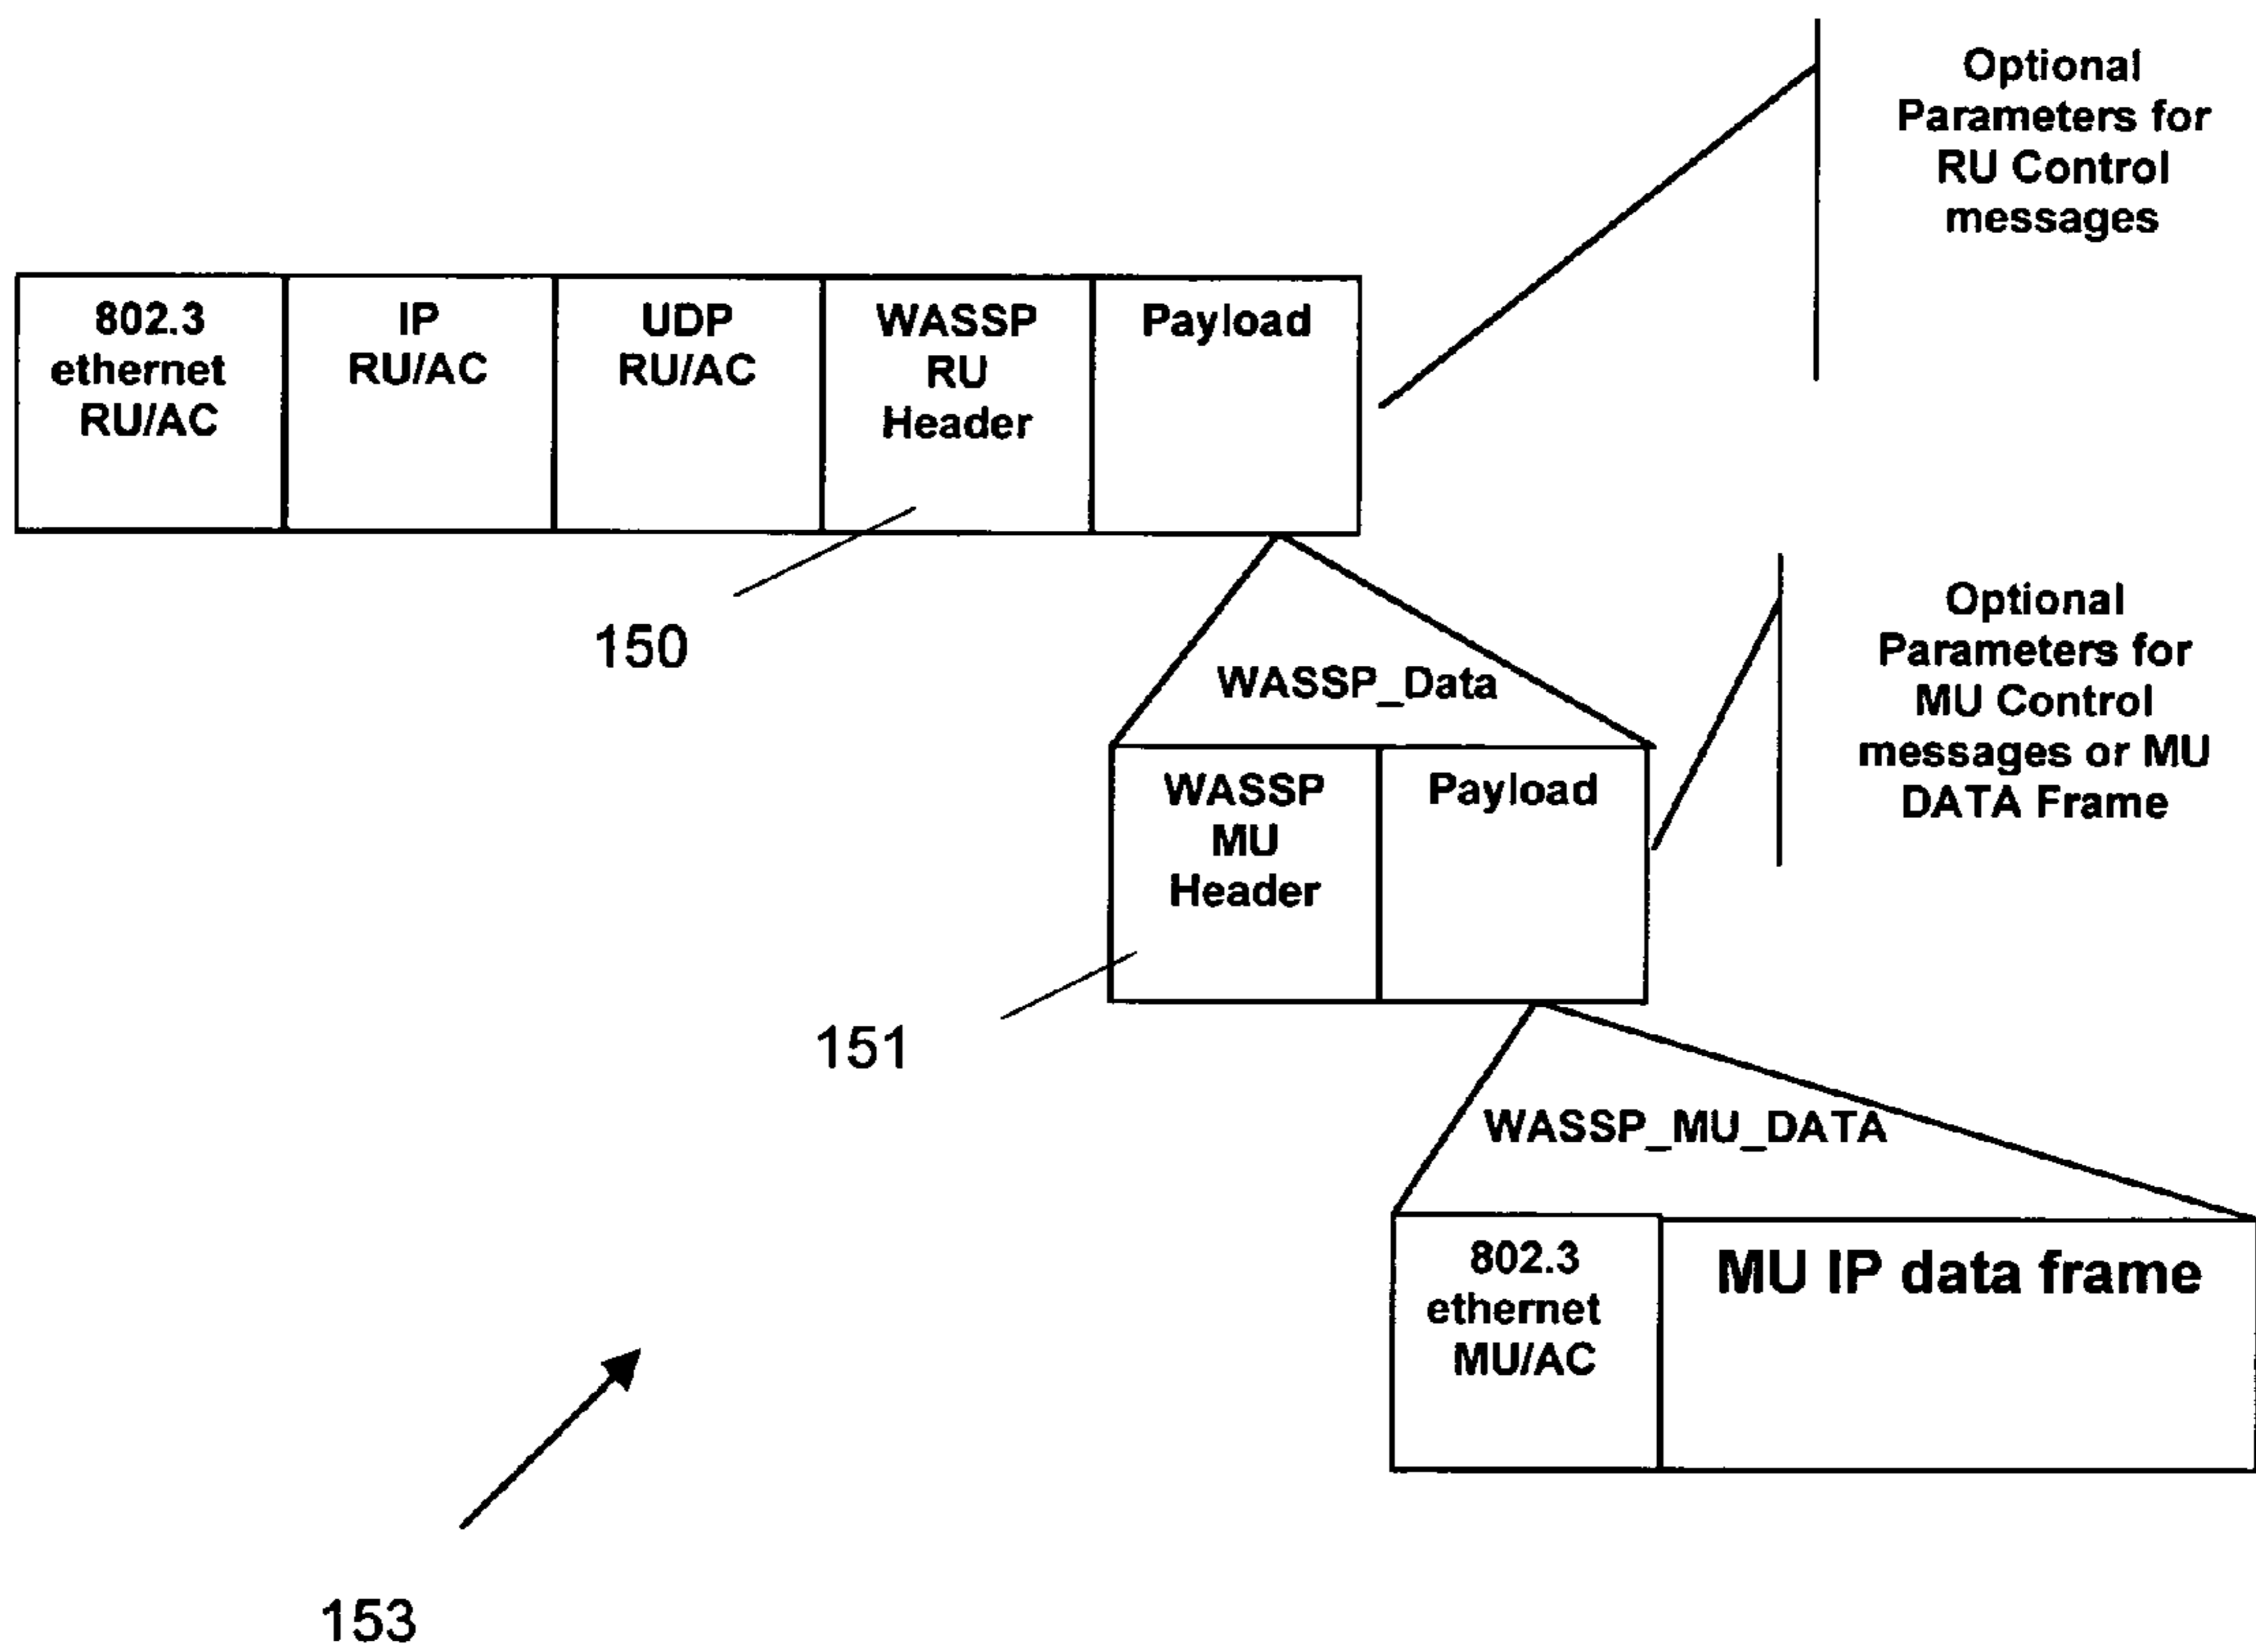 Optional
Parameters for
RU Control
messages
802.3
ethernet
RU/AC
IP
RU/AC
UDP
RU/AC
WASSP
RU
Header
Payload
150
Optional
Parameters for
MU Control
messages or MU
DATA Frame
WASSP_Data
WASSP
MU
Header
Payload
151
WASSP_MU_DATA
802.3
ethernet
MU/AC
MU IP data frame
153